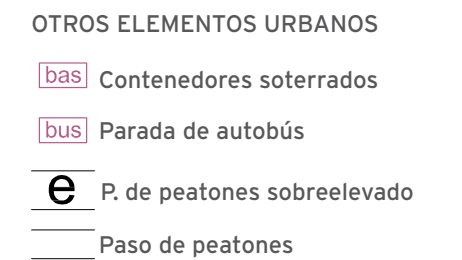 OTROS ELEMENTOS URBANOS
bas Contenedores soterrados
bus Parada de autobús
e P. de peatones sobreelevado
Paso de peatones